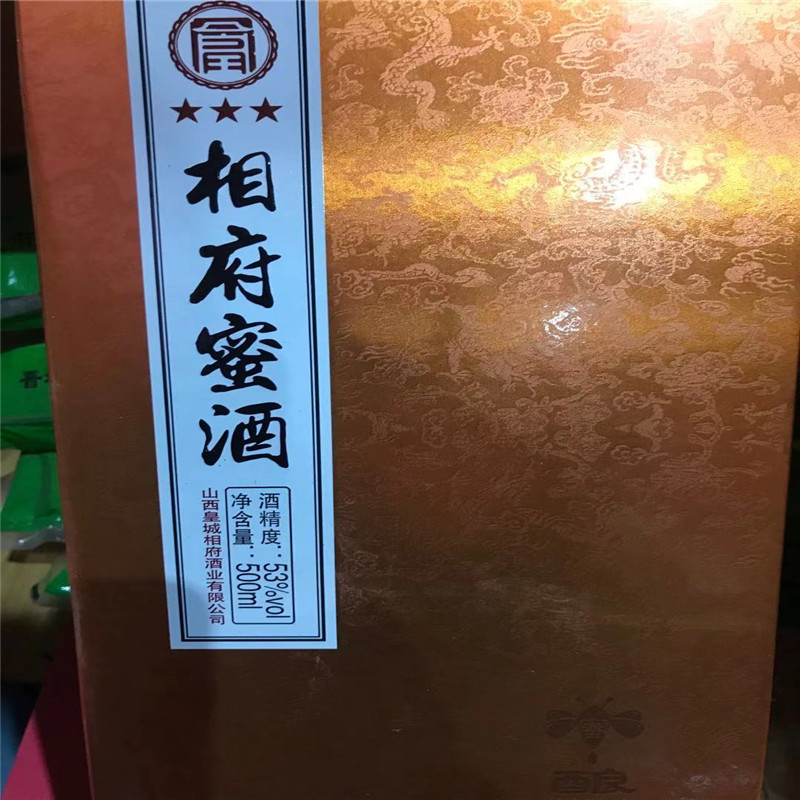 ★★★
相府蜜酒
酒精度：53%vol
净含量：500ml
山西皇城相府酒业有限公司